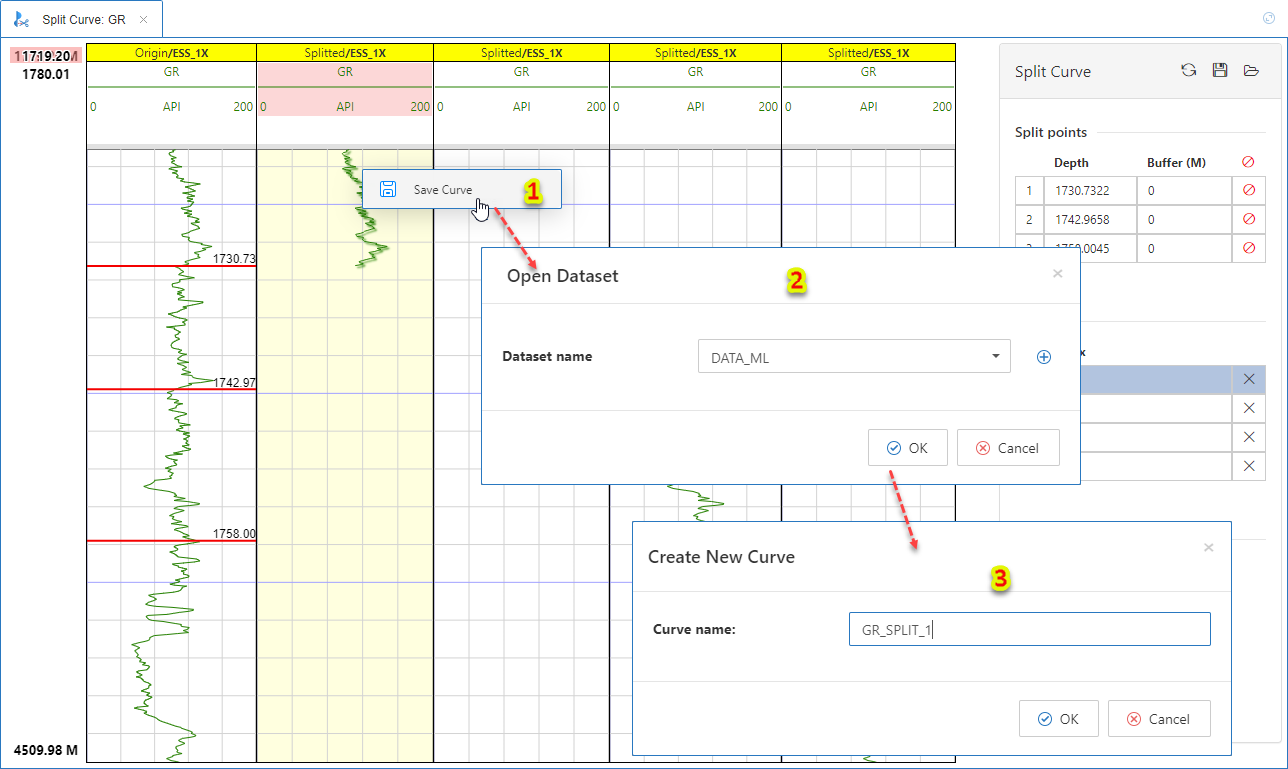 Split Curve: GR
1719.20
1780.01
Origin/ESS_1X
Splitted/ESS_1X
Splitted/ESS_1X
Splitted/ESS_1X
Splitted/ESS_1X
GR
GR
GR
GR
GR
0 API 200
0 API 200
0 API 200
0 API 200
0 API 200
Split Curve
Split points
Depth Buffer (M)
1 1730.7322 0
2 1742.9658 0
.0045 0
Save Curve
1
1730.73
1742.97
1758.00
4509.98 M
Open Dataset
2
Dataset name
DATA_ML
OK
Cancel
x
Create New Curve
3
Curve name:
GR_SPLIT_1
OK
Cancel